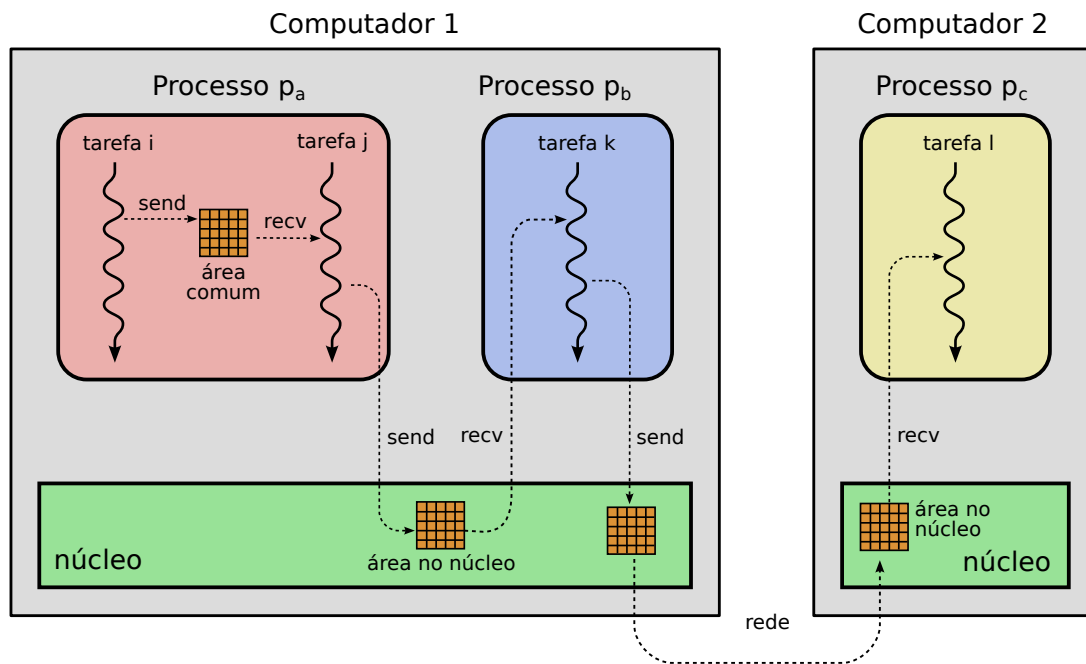 Computador 1
Computador 2
Processo pa
Processo pb
Processo pc
tarefa i
tarefa j
tarefa k
tarefa l
send
recv
área
comum
send
recv
send
recv
núcleo
área no núcleo
área no
núcleo
núcleo
rede